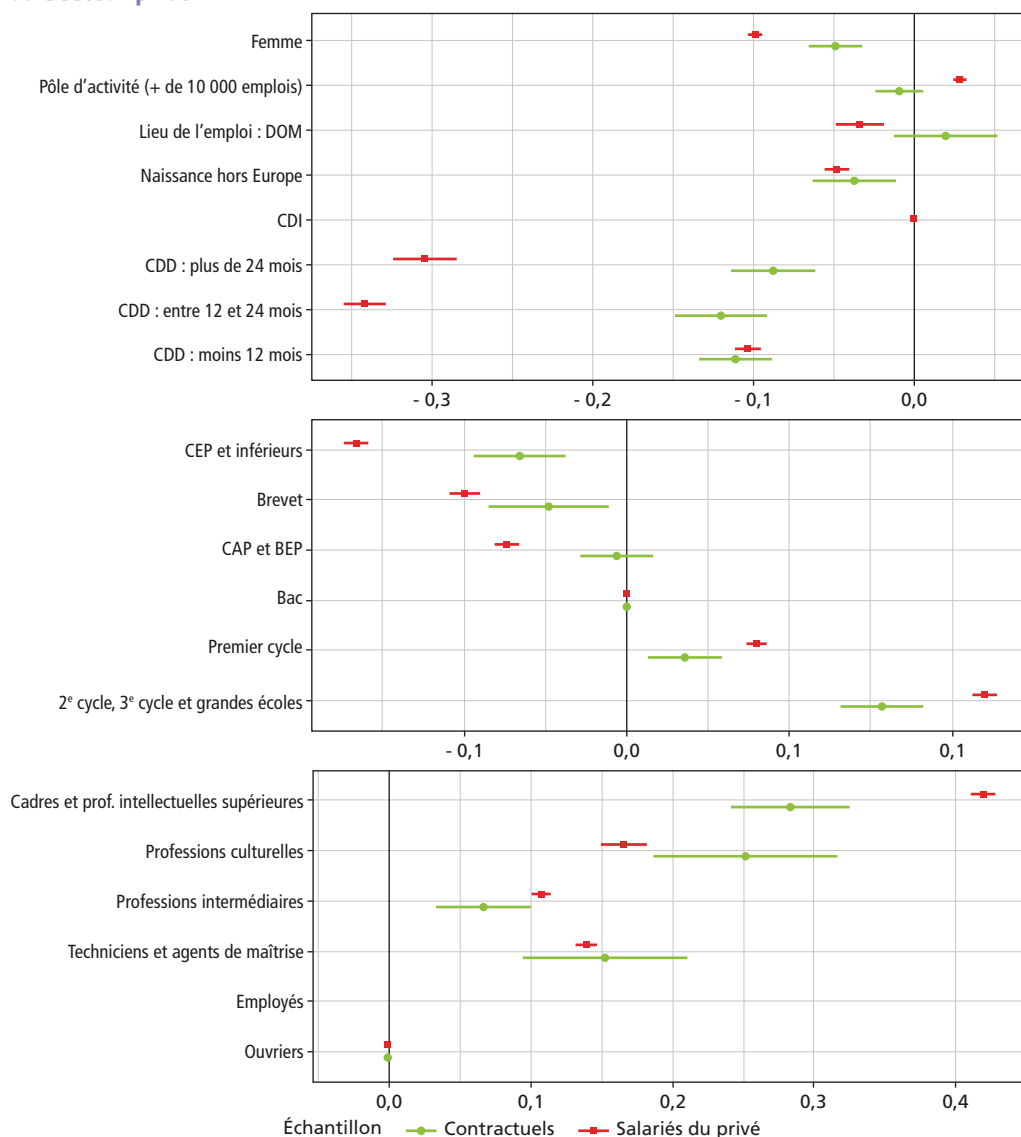 Femme
Pôle d'activité (+ de 10 000 emplois)
Lieu de l'emploi : DOM
Naissance hors Europe
CDI
CDD : plus de 24 mois
CDD : entre 12 et 24 mois
CDD : moins 12 mois
- 0,3 - 0,2 - 0,1 0,0
CEP et inférieurs
Brevet
CAP et BEP
Bac
Premier cycle
2e cycle, 3e cycle et grandes écoles
- 0,1 0,0 0,1 0,1
Cadres et prof. intellectuelles supérieures
Professions culturelles
Professions intermédiaires
Techniciens et agents de maîtrise
Employés
Ouvriers
0,0 0,1 0,2 0,3 0,4
Échantillon Contractuels Salariés du privé